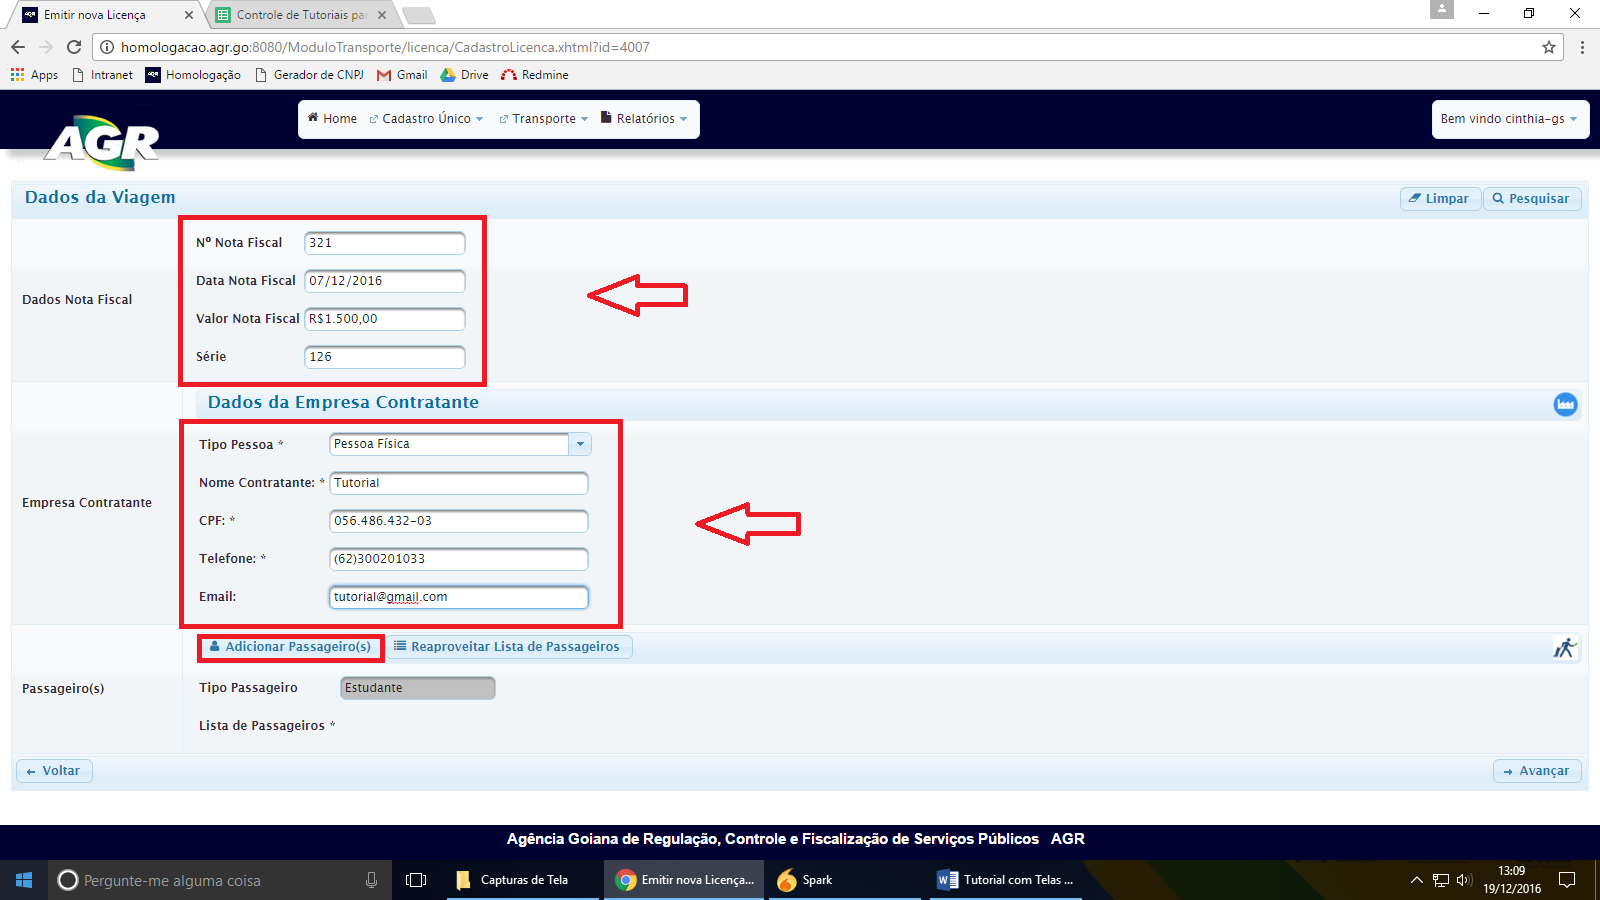 Emitir nova Licença
Controle de Tutoriais pa
homologacao.agr.go:8080/ModuloTransporte/licenca/CadastroLicenca.xhtml?id=4007
Apps Intranet Homologação Gerador de CNPJ Gmail Drive Redmine
AGR
Home Cadastro Único Transporte Relatórios
Bem vindo cinthia-gs
Dados da Viagem
Limpar Pesquisar
Dados Nota Fiscal
Nº Nota Fiscal 321
Data Nota Fiscal 07/12/2016
Valor Nota Fiscal R$1.500,00
Série 126
Dados da Empresa Contratante
Empresa Contratante
Tipo Pessoa * Pessoa Física
Nome Contratante: * Tutorial
CPF: * 056.486.432-03
Telefone: * (62)300201033
Email: tutorial@gmail.com
Adicionar Passageiro(s) Reaproveitar Lista de Passageiros
Passageiro(s)
Tipo Passageiro Estudante
Lista de Passageiros *
Voltar Avançar
Agência Goiana de Regulação, Controle e Fiscalização de Serviços Públicos AGR
Pergunte-me alguma coisa
Capturas de Tela
Emitir nova Licença...
Spark
Tutorial com Telas ...
13:09
19/12/2016